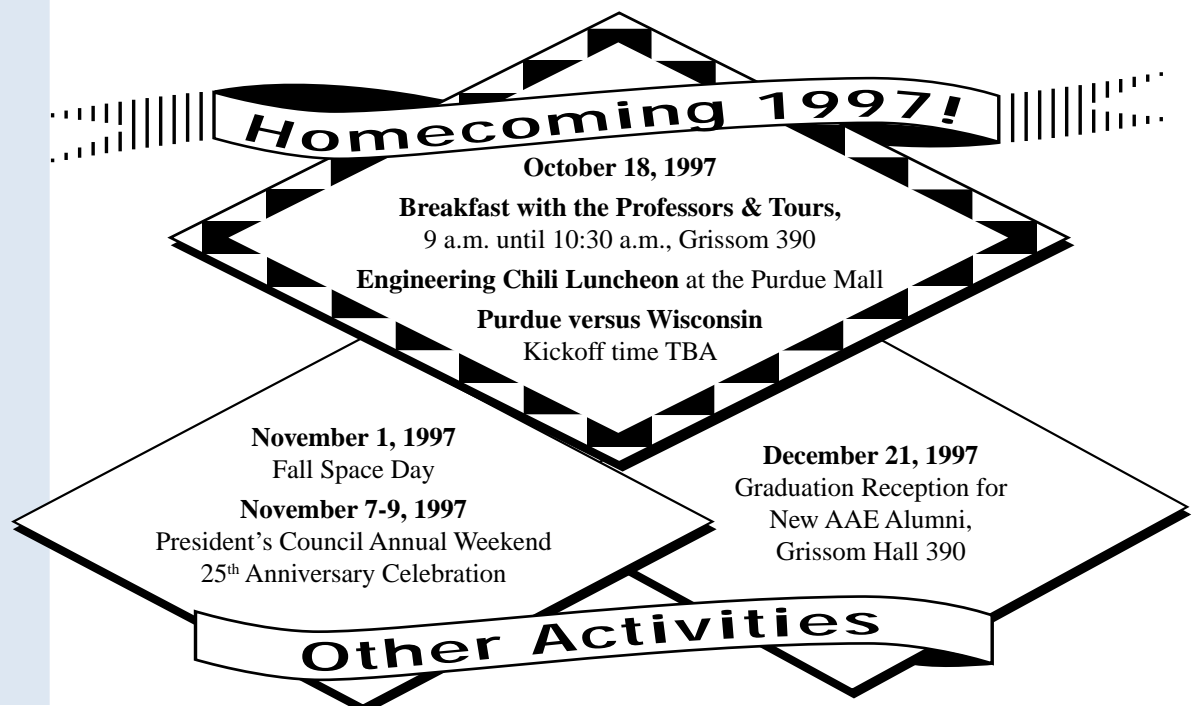 Homecoming 1997!
October 18, 1997
Breakfast with the Professors & Tours,
9 a.m. until 10:30 a.m., Grissom 390
Engineering Chili Luncheon at the Purdue Mall
Purdue versus Wisconsin
Kickoff time TBA
November 1, 1997
Fall Space Day
November 7-9, 1997
President’s Council Annual Weekend
25th Anniversary Celebration
December 21, 1997
Graduation Reception for
New AAE Alumni,
Grissom Hall 390
Other Activities